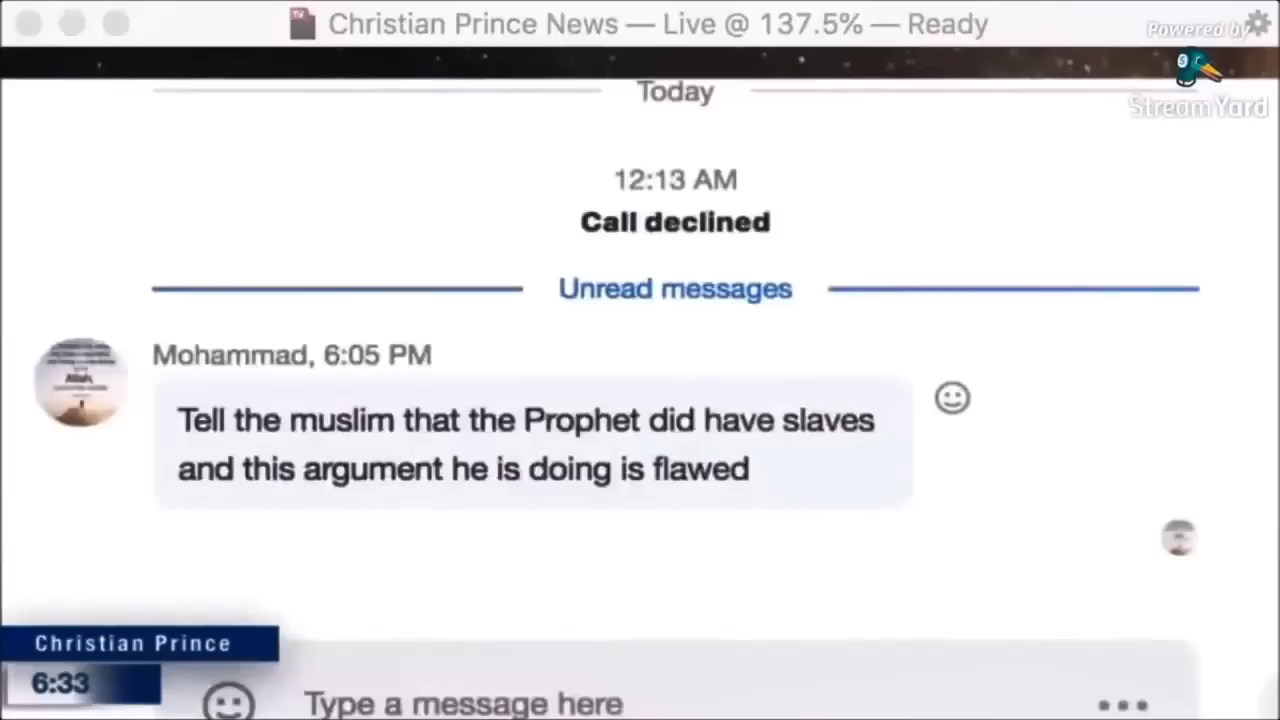 Christian Prince News — Live @ 137.5% — Ready
Powered by
StreamYard
Today
12:13 AM
Call declined
Unread messages
Mohammad, 6:05 PM
Tell the muslim that the Prophet did have slaves
and this argument he is doing is flawed
Christian Prince
6:33
Type a message here